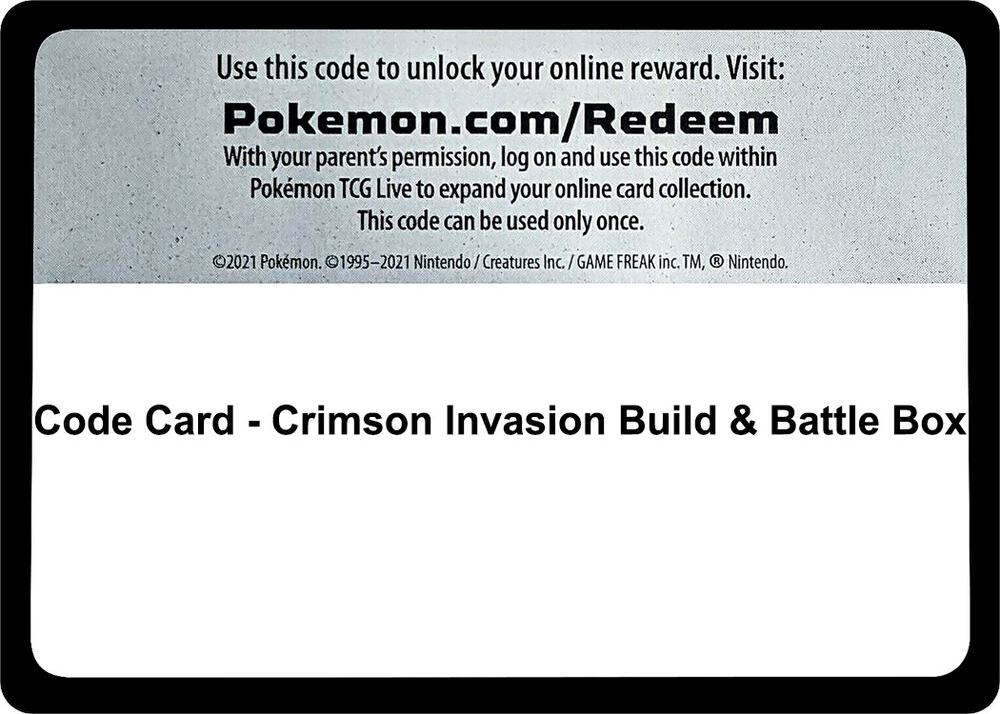 Use this code to unlock your online reward. Visit:
Pokemon.com/Redeem
With your parent's permission, log on and use this code within
Pokémon TCG Live to expand your online card collection.
This code can be used only once.
©2021 Pokémon. ©1995–2021 Nintendo / Creatures Inc. / GAME FREAK inc. TM, ® Nintendo.
Code Card - Crimson Invasion Build & Battle Box